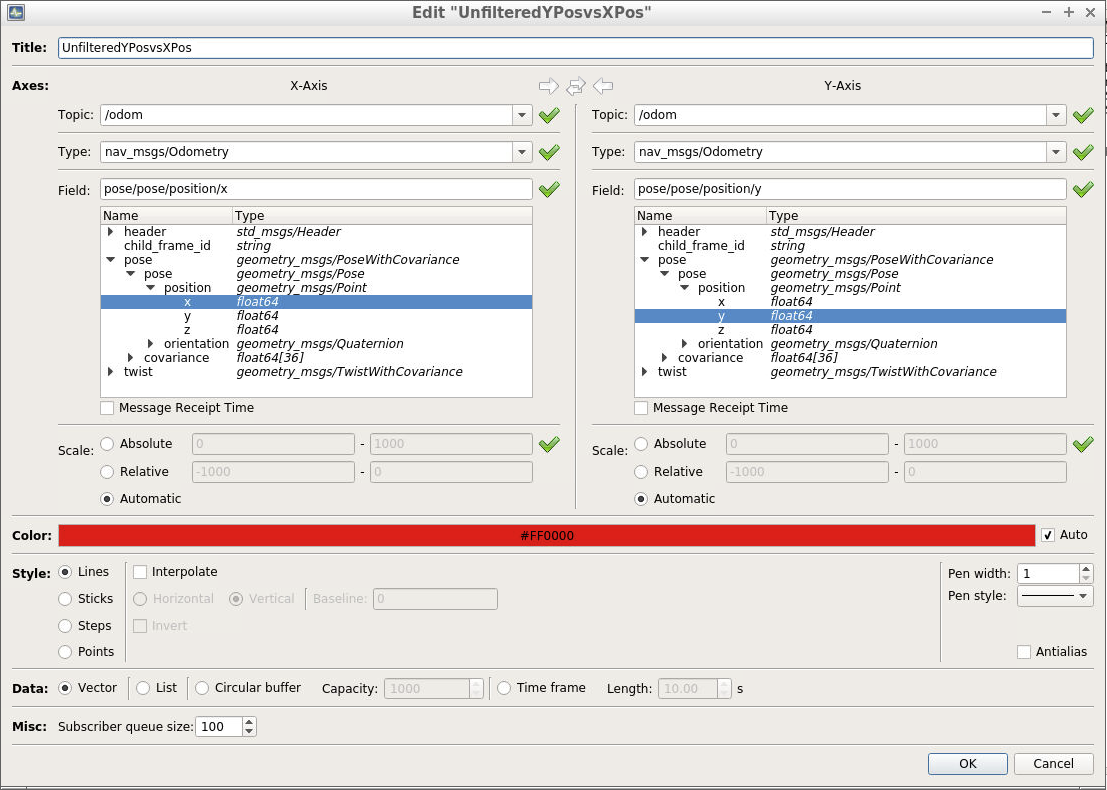 Edit "UnfilteredYPosvsXPos"
Title: UnfilteredYPosvsXPos
Axes: X-Axis Y-Axis
Topic: /odom Topic: /odom
Type: nav_msgs/Odometry Type: nav_msgs/Odometry
Field: pose/pose/position/x Field: pose/pose/position/y
Name Type Name Type
header std_msgs/Header header std_msgs/Header
child_frame_id string child_frame_id string
pose geometry_msgs/PoseWithCovariance pose geometry_msgs/PoseWithCovariance
pose geometry_msgs/Pose pose geometry_msgs/Pose
position geometry_msgs/Point position geometry_msgs/Point
x float64 x float64
y float64 y float64
z float64 z float64
orientation geometry_msgs/Quaternion orientation geometry_msgs/Quaternion
covariance float64[36] covariance float64[36]
twist geometry_msgs/TwistWithCovariance twist geometry_msgs/TwistWithCovariance
Message Receipt Time Message Receipt Time
Scale: Absolute 0 - 1000 Scale: Absolute 0 - 1000
Relative -1000 - 0 Relative -1000 - 0
Automatic Automatic
Color: #FF0000 Auto
Style: Lines Interpolate Pen width: 1
Sticks Horizontal Vertical Baseline: 0 Pen style:
Steps Invert
Points Antialias
Data: Vector List Circular buffer Capacity: 1000 Time frame Length: 10.00 s
Misc: Subscriber queue size: 100
OK Cancel